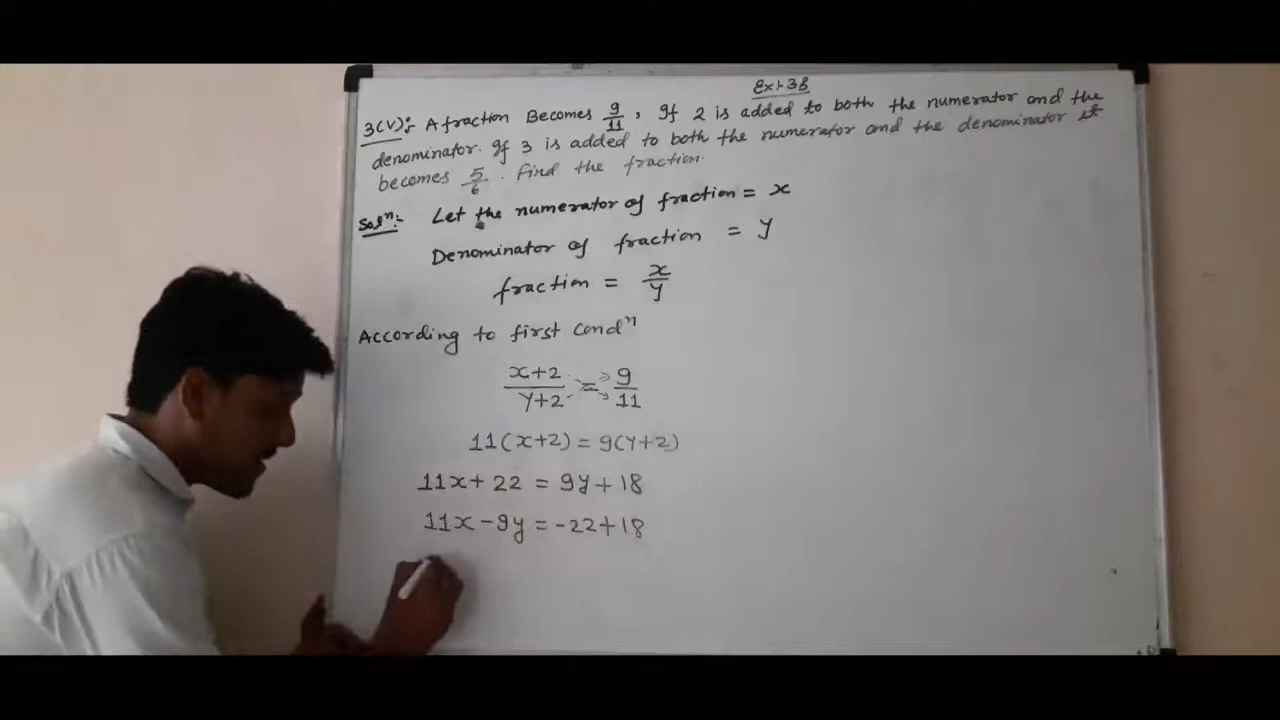 Ex:-3B
3(V):- A fraction Becomes 9/11, If 2 is added to both the numerator and the
denominator. If 3 is added to both the numerator and the denominator it
becomes 5/6. Find the fraction.
Solⁿ:- Let the numerator of fraction = x
Denominator of fraction = y
fraction = x/y
According to first condⁿ
x+2/y+2 = 9/11
11(x+2) = 9(y+2)
11x + 22 = 9y + 18
11x - 9y = -22+18